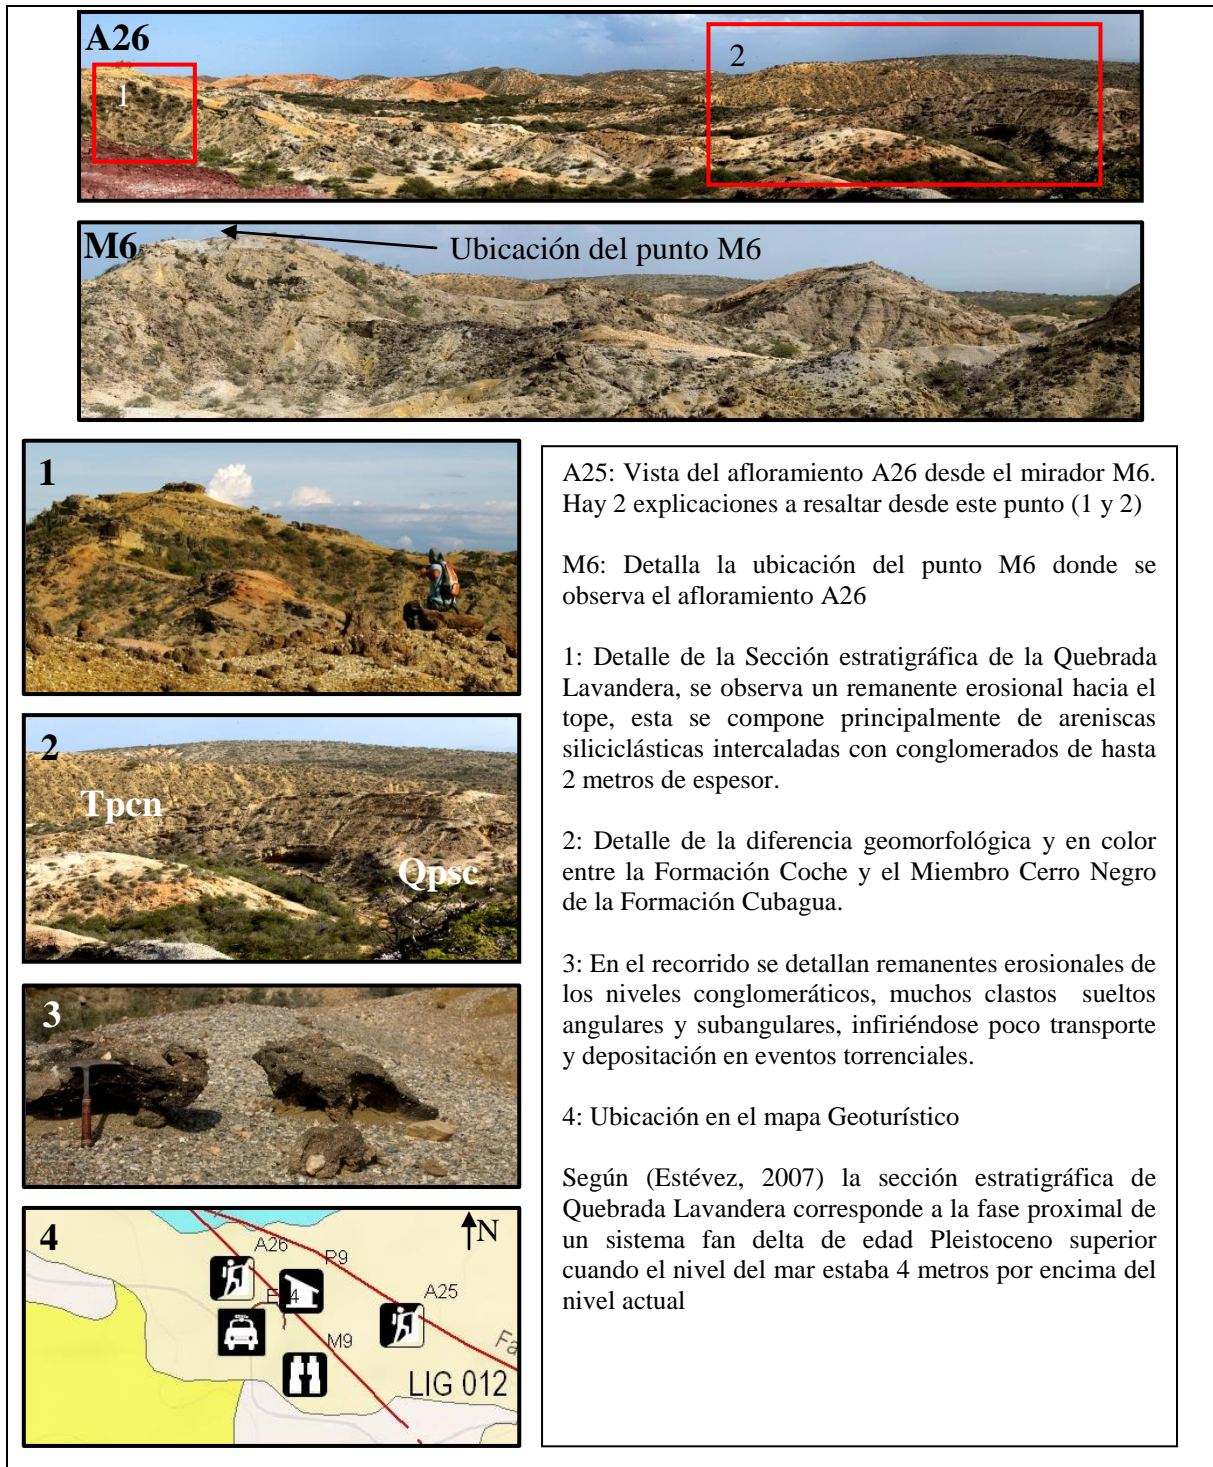 A26
1
2
M6
Ubicación del punto M6
1
2
Tpcn
Qpsc
3
4
N
A26
P9
A25
M9
LIG 012
A25: Vista del afloramiento A26 desde el mirador M6.
Hay 2 explicaciones a resaltar desde este punto (1 y 2)
M6: Detalla la ubicación del punto M6 donde se
observa el afloramiento A26
1: Detalle de la Sección estratigráfica de la Quebrada
Lavandera, se observa un remanente erosional hacia el
tope, esta se compone principalmente de areniscas
siliciclásticas intercaladas con conglomerados de hasta
2 metros de espesor.
2: Detalle de la diferencia geomorfológica y en color
entre la Formación Coche y el Miembro Cerro Negro
de la Formación Cubagua.
3: En el recorrido se detallan remanentes erosionales de
los niveles conglomeráticos, muchos clastos sueltos
angulares y subangulares, infiriéndose poco transporte
y depositación en eventos torrenciales.
4: Ubicación en el mapa Geoturístico
Según (Estévez, 2007) la sección estratigráfica de
Quebrada Lavandera corresponde a la fase proximal de
un sistema fan delta de edad Pleistoceno superior
cuando el nivel del mar estaba 4 metros por encima del
nivel actual